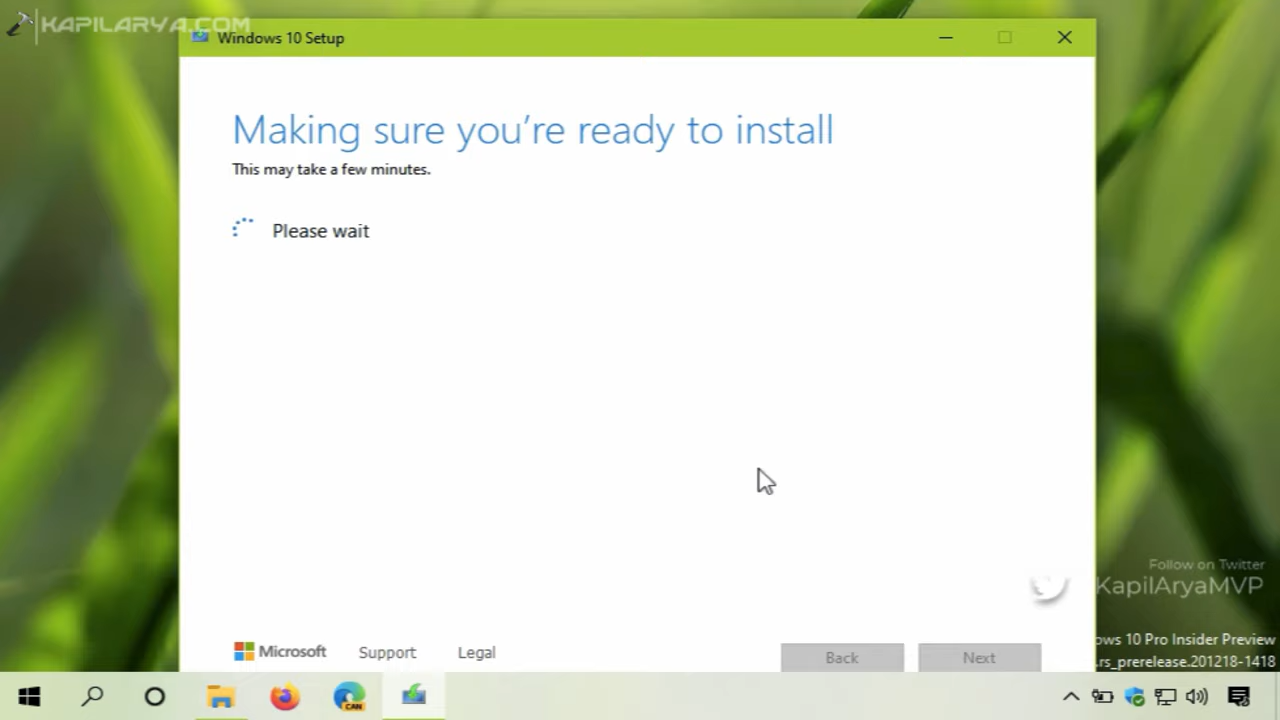 KAPILARYA.COM
Windows 10 Setup
Making sure you're ready to install
This may take a few minutes.
Please wait
Follow on Twitter
KapilAryaMVP
ows 10 Pro Insider Preview
.rs_prerelease.201218-1418
Microsoft Support Legal
Back Next
CAN